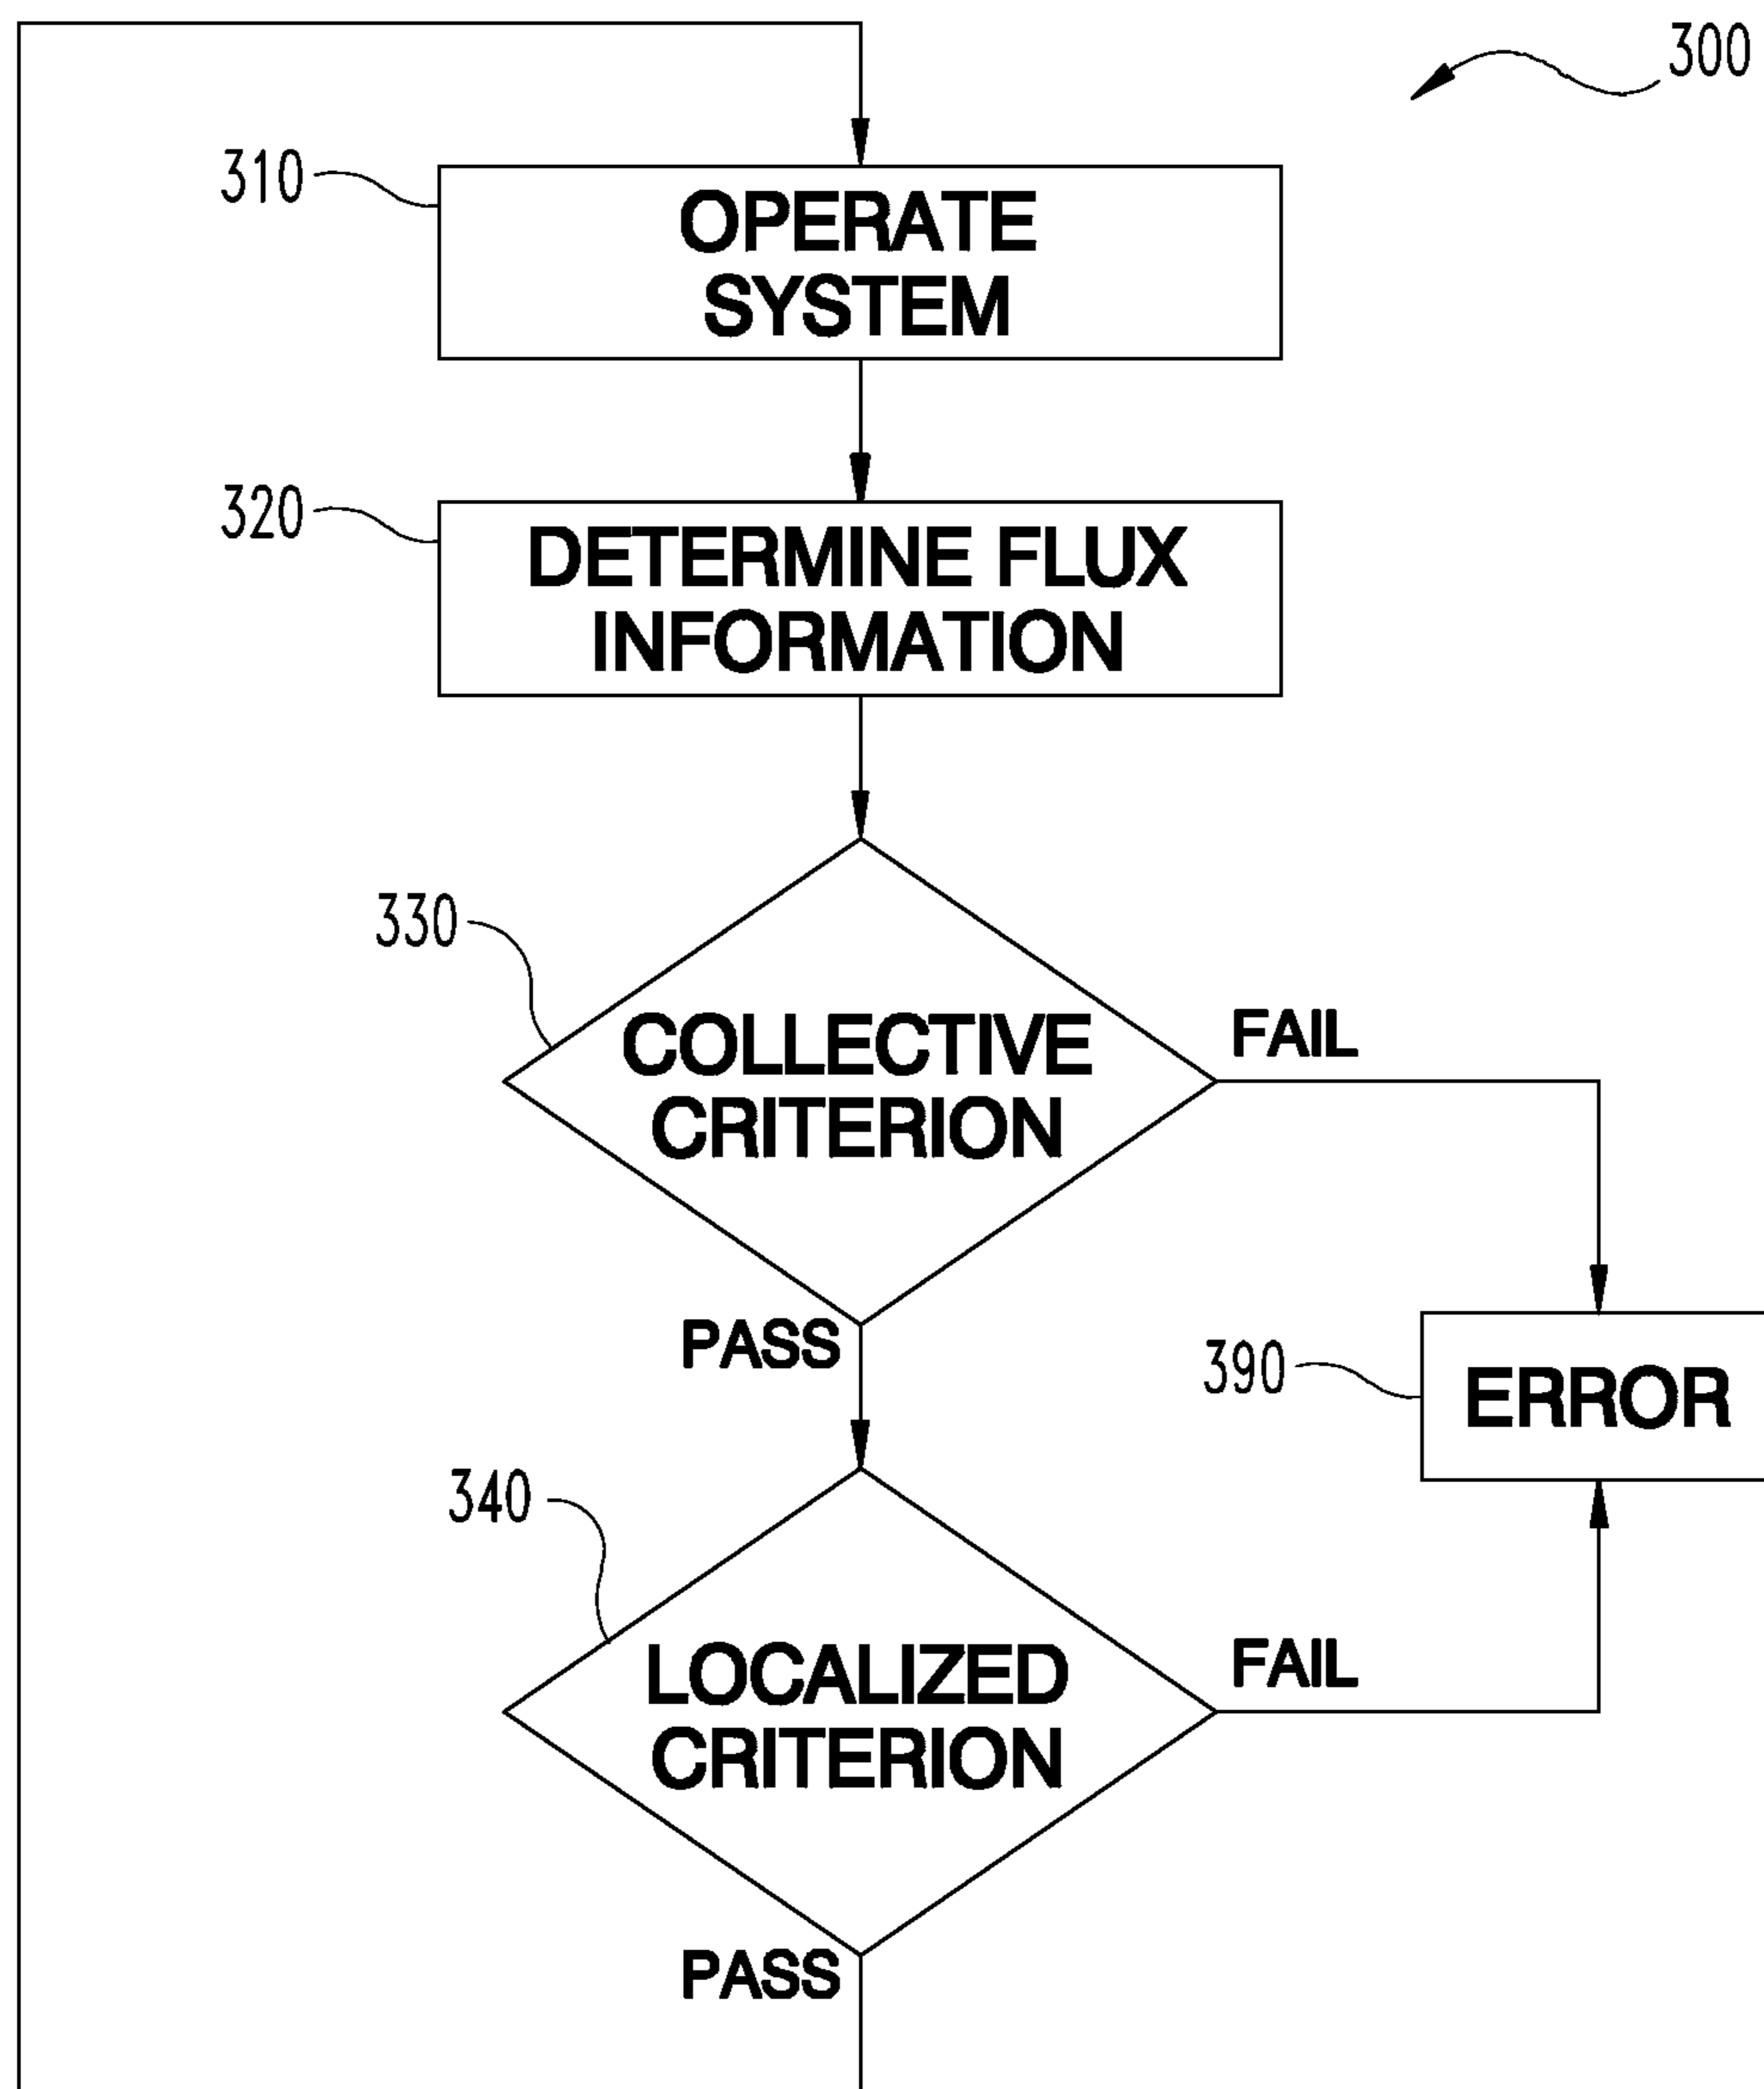 300
310
OPERATE
SYSTEM
320
DETERMINE FLUX
INFORMATION
330
COLLECTIVE
CRITERION
FAIL
PASS
390
ERROR
340
LOCALIZED
CRITERION
FAIL
PASS